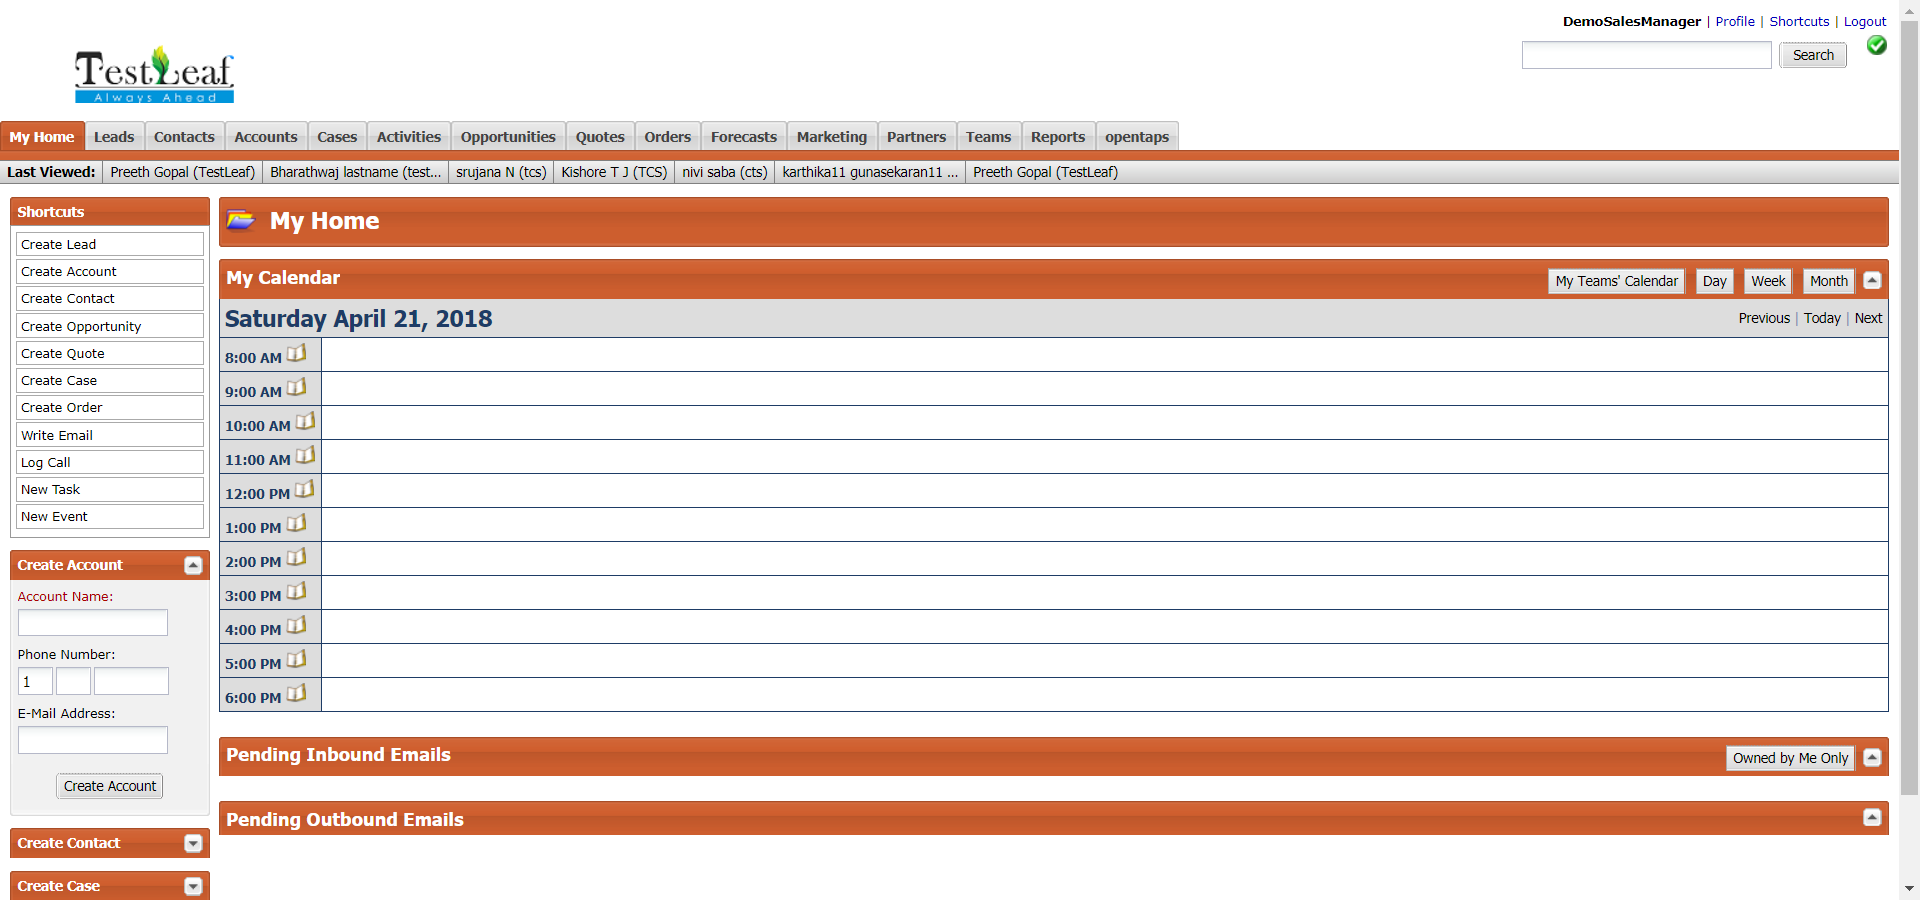 DemoSalesManager | Profile | Shortcuts | Logout
Search
TestLeaf
Always Ahead
My Home Leads Contacts Accounts Cases Activities Opportunities Quotes Orders Forecasts Marketing Partners Teams Reports opentaps
Last Viewed: Preeth Gopal (TestLeaf) Bharathwaj lastname (test... srujana N (tcs) Kishore T J (TCS) nivi saba (cts) karthika11 gunasekaran11 ... Preeth Gopal (TestLeaf)
Shortcuts
Create Lead
Create Account
Create Contact
Create Opportunity
Create Quote
Create Case
Create Order
Write Email
Log Call
New Task
New Event
Create Account
Account Name:
Phone Number:
1
E-Mail Address:
Create Account
Create Contact
Create Case
My Home
My Calendar
My Teams' Calendar Day Week Month
Saturday April 21, 2018
Previous | Today | Next
8:00 AM
9:00 AM
10:00 AM
11:00 AM
12:00 PM
1:00 PM
2:00 PM
3:00 PM
4:00 PM
5:00 PM
6:00 PM
Pending Inbound Emails
Owned by Me Only
Pending Outbound Emails